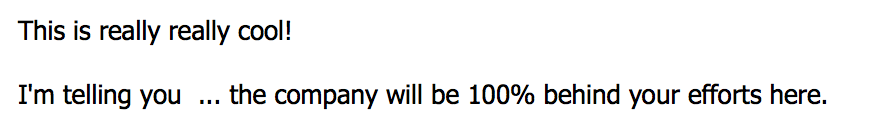 This is really really cool!
I'm telling you  ... the company will be 100% behind your efforts here.